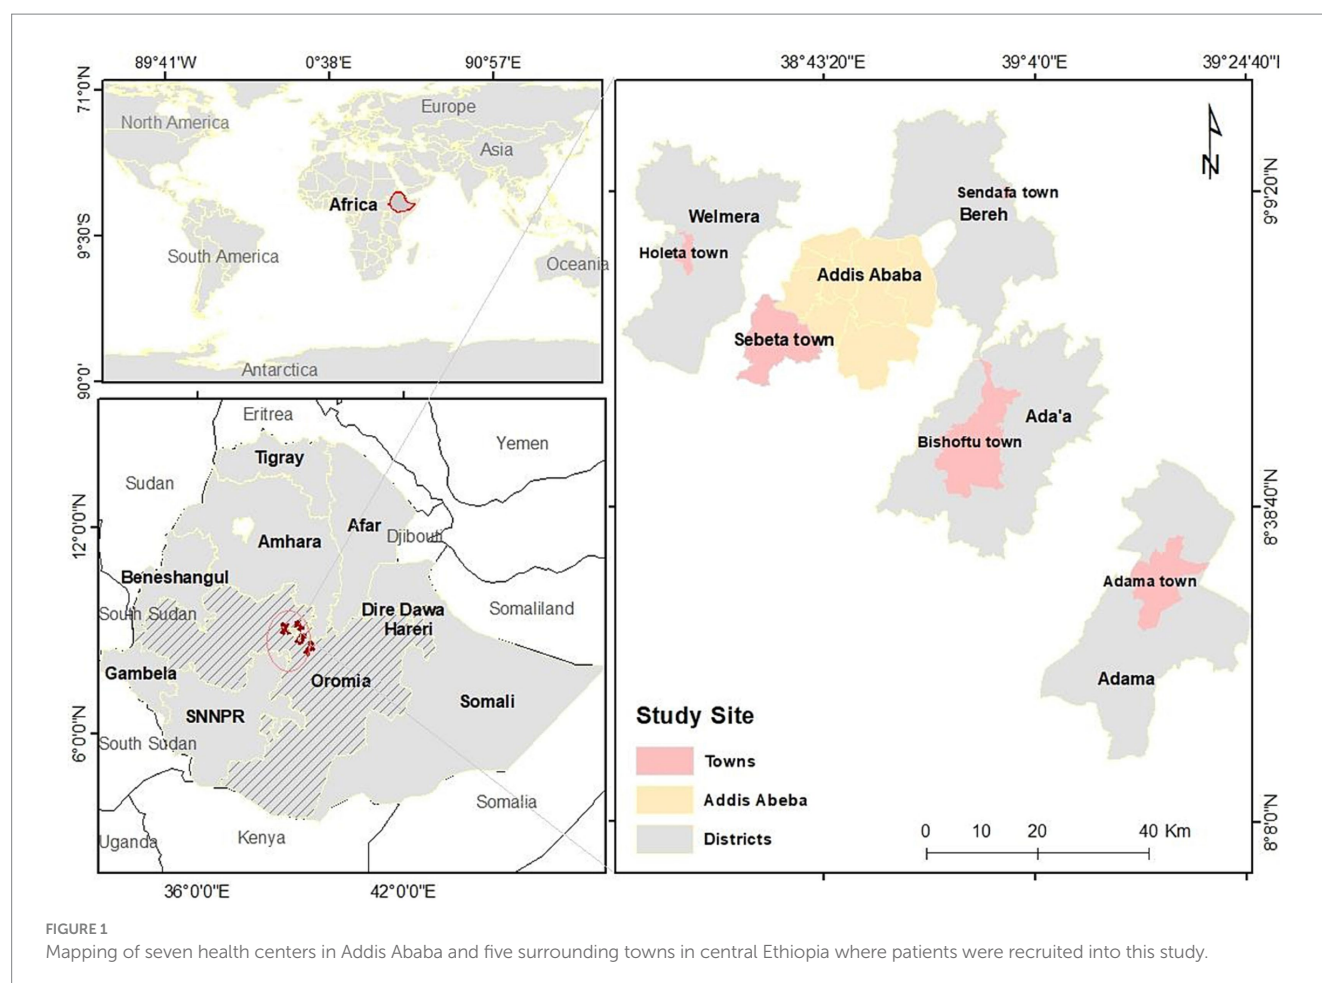 89°41'W
0°38'E
90°57'E
71°0'N
9°30'S
90°0'
North America
Europe
Asia
Africa
South America
Oceania
Antarctica
Eritrea
Yemen
Tigray
Sudan
12°0'0"N
Afar
Amhara
Djibouti
Beneshangul
South Sudan
Dire Dawa
Hareri
Somaliland
Gambela
Oromia
SNNPR
Somali
6°0'0"N
South Sudan
Somalia
Uganda
Kenya
36°0'0"E
42°0'0"E
38°43'20"E
39°4'0"E
39°24'40"I
N
9°9'20"N
8°38'40"N
8°8'0"N
Sendafa town
Bereh
Welmera
Holeta town
Addis Ababa
Sebeta town
Ada'a
Bishoftu town
Adama town
Adama
Study Site
Towns
Addis Abeba
Districts
0 10 20 40 Km
FIGURE 1
Mapping of seven health centers in Addis Ababa and five surrounding towns in central Ethiopia where patients were recruited into this study.